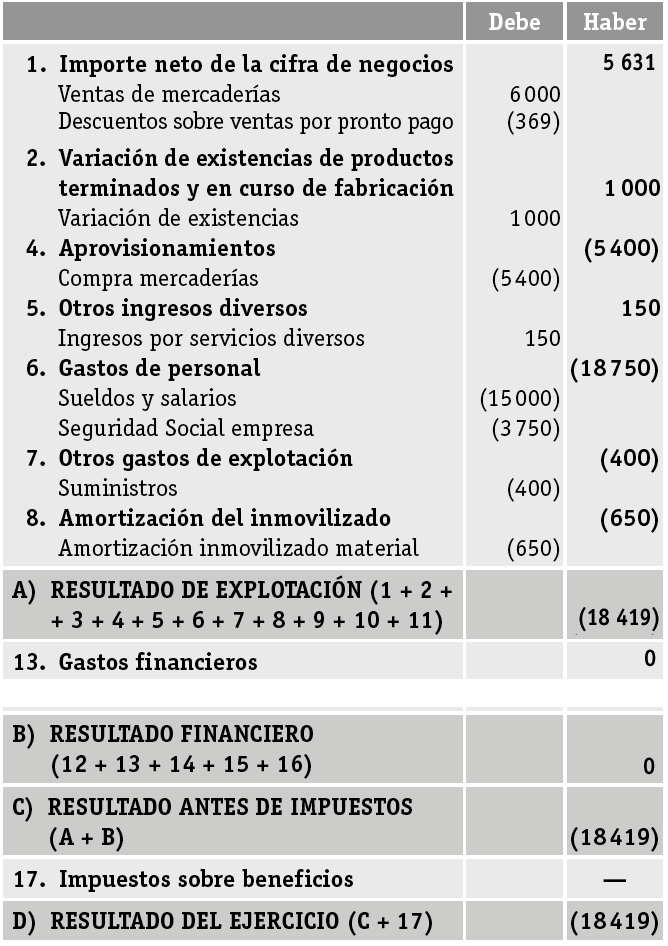 Debe Haber
1. Importe neto de la cifra de negocios 5 631
Ventas de mercaderías 6 000
Descuentos sobre ventas por pronto pago (369)
2. Variación de existencias de productos
terminados y en curso de fabricación 1 000
Variación de existencias 1 000
4. Aprovisionamientos (5 400)
Compra mercaderías (5 400)
5. Otros ingresos diversos 150
Ingresos por servicios diversos 150
6. Gastos de personal (18 750)
Sueldos y salarios (15 000)
Seguridad Social empresa (3 750)
7. Otros gastos de explotación (400)
Suministros (400)
8. Amortización del inmovilizado (650)
Amortización inmovilizado material (650)
A) RESULTADO DE EXPLOTACIÓN (1 + 2 +
+ 3 + 4 + 5 + 6 + 7 + 8 + 9 + 10 + 11) (18 419)
13. Gastos financieros 0
B) RESULTADO FINANCIERO
(12 + 13 + 14 + 15 + 16) 0
C) RESULTADO ANTES DE IMPUESTOS
(A + B) (18 419)
17. Impuestos sobre beneficios —
D) RESULTADO DEL EJERCICIO (C + 17) (18 419)